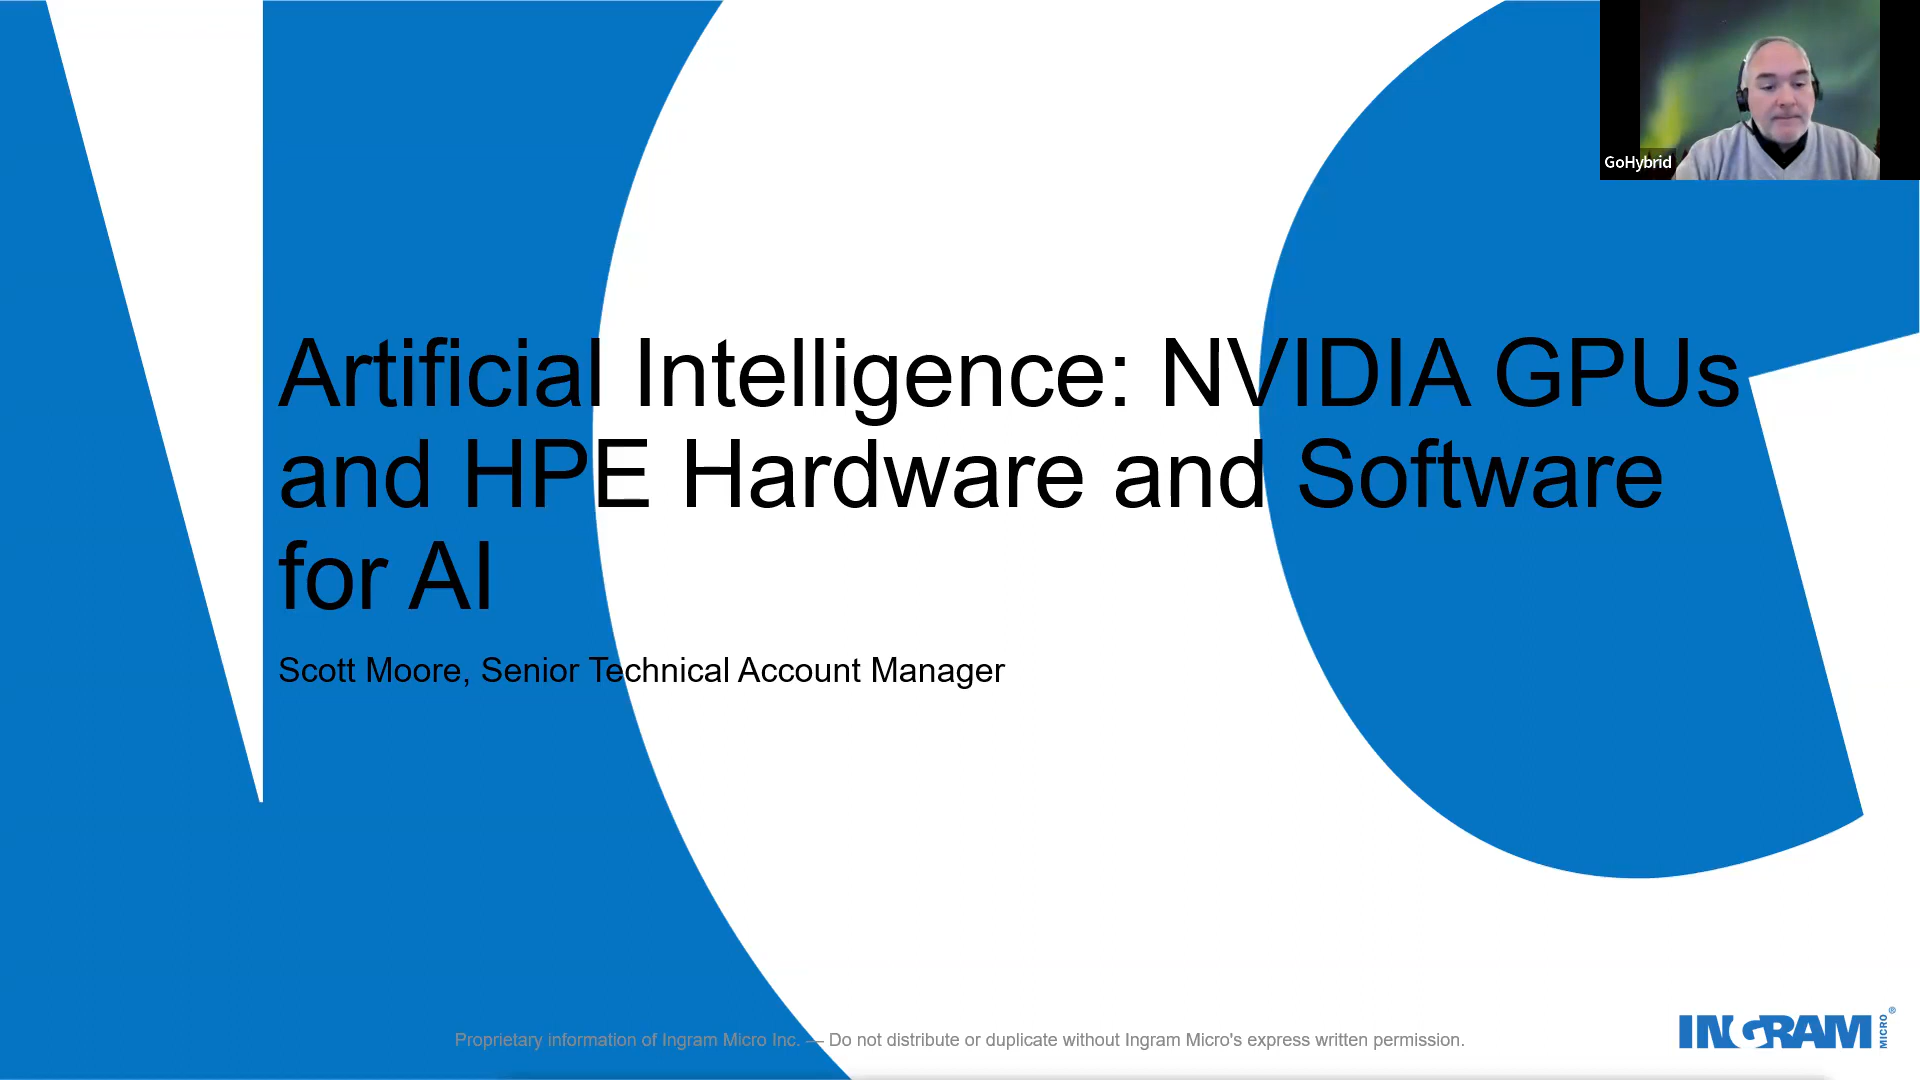 GoHybrid
Artificial Intelligence: NVIDIA GPUs
and HPE Hardware and Software
for AI
Scott Moore, Senior Technical Account Manager
Proprietary information of Ingram Micro Inc. — Do not distribute or duplicate without Ingram Micro's express written permission.
INGRAM MICRO®